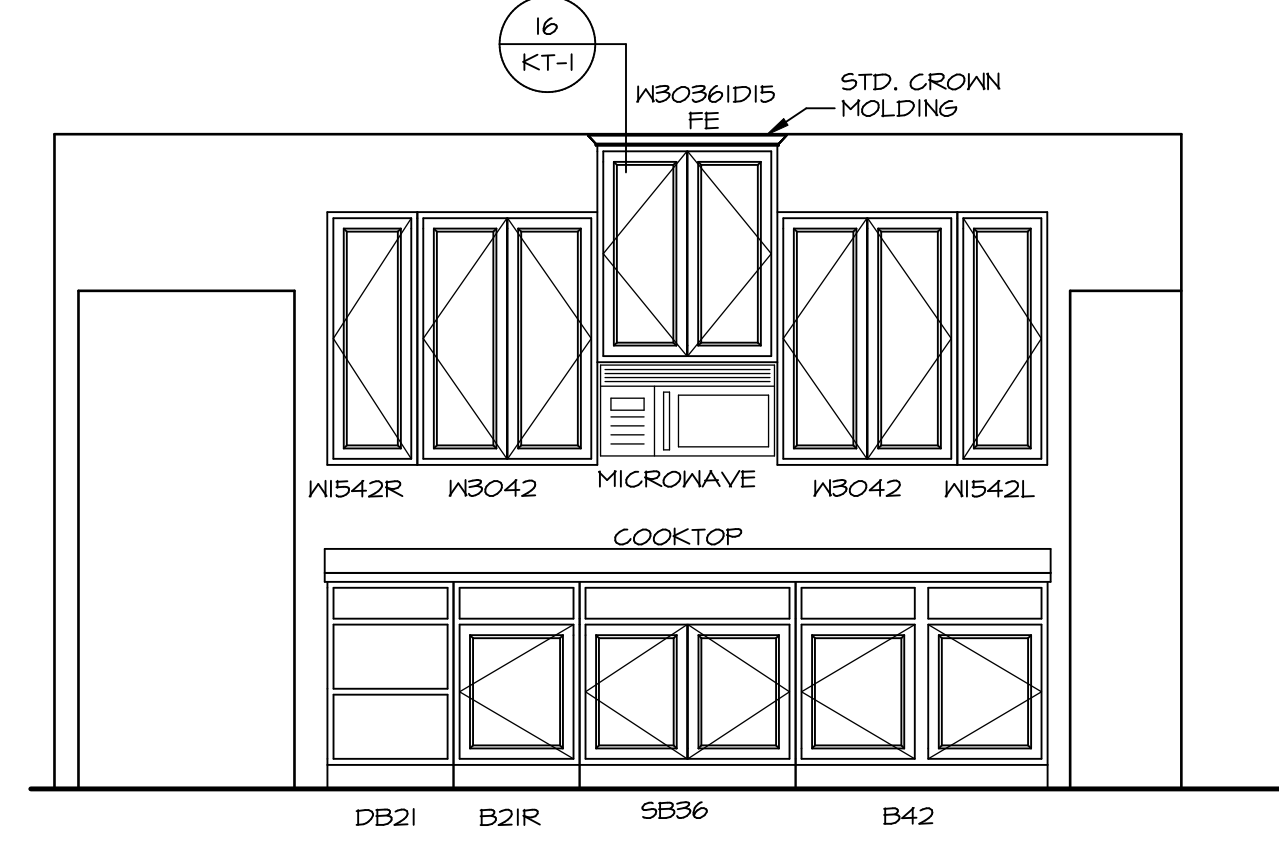 16
KT-1
W30361D15
FE
STD. CROWN
MOLDING
W1542R
W3042
MICROWAVE
W3042
W1542L
COOKTOP
DB21
B21R
SB36
B42